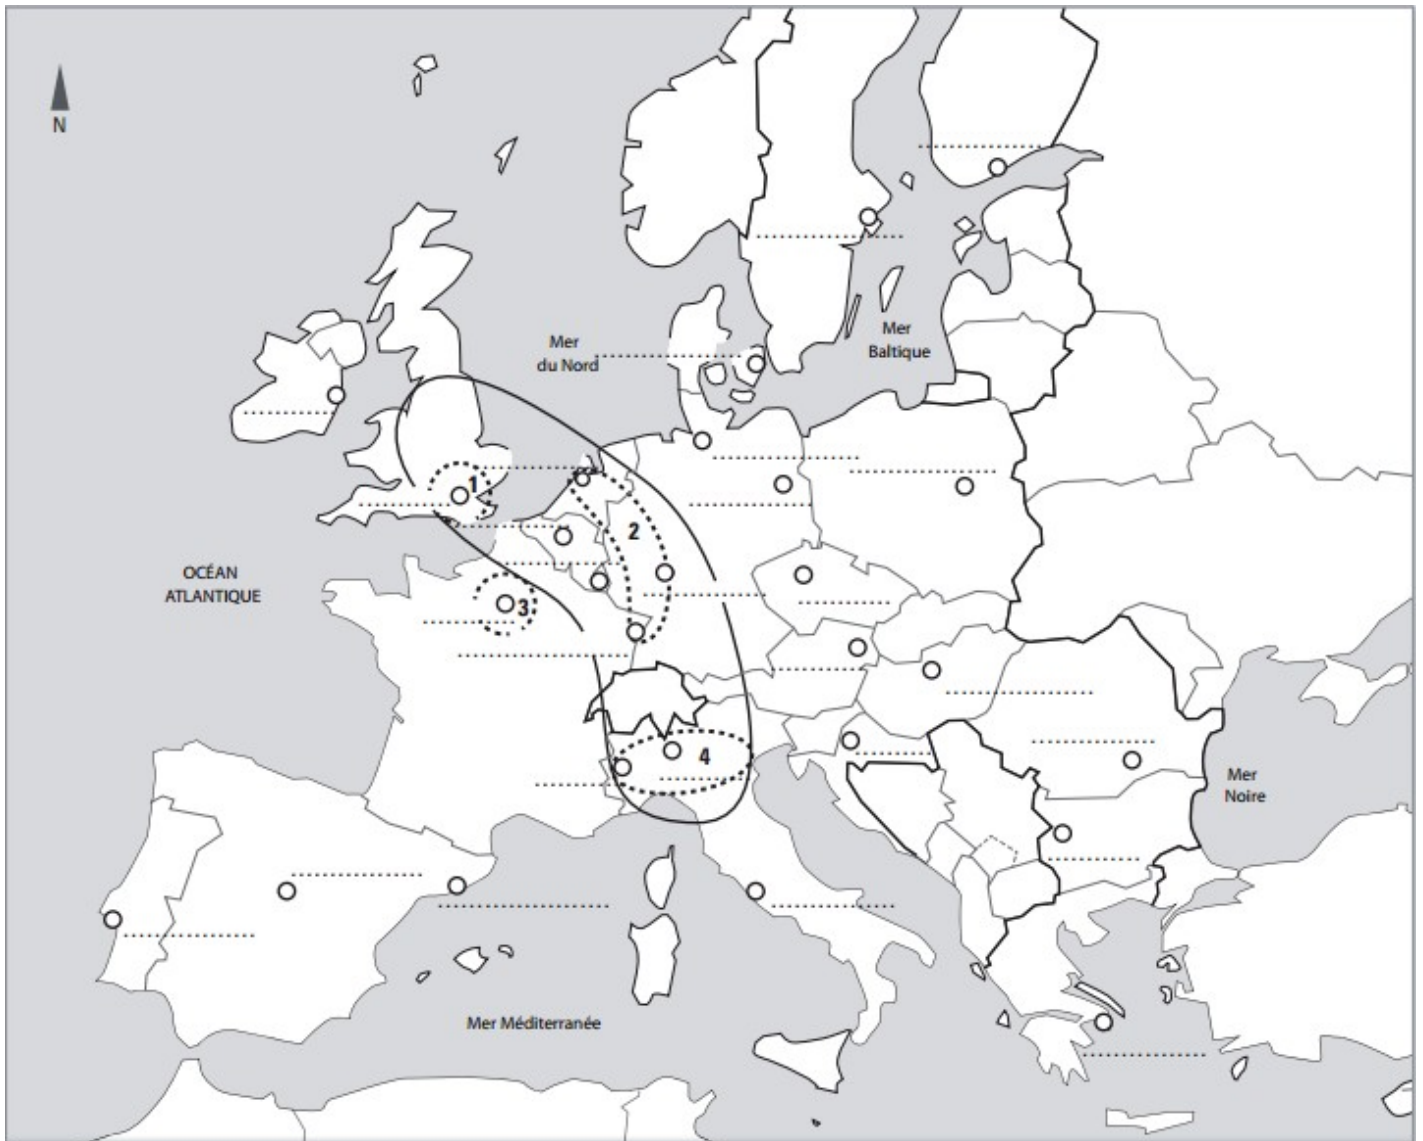 N
Mer
du Nord
Mer
Baltique
1
2
OCÉAN
ATLANTIQUE
3
4
Mer
Noire
Mer Méditerranée